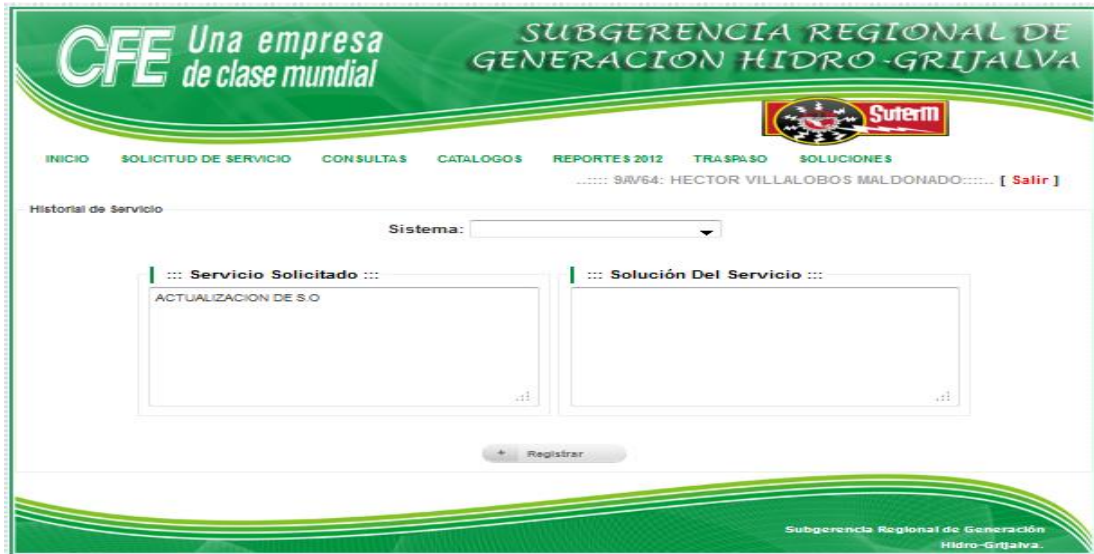 CFE Una empresa
de clase mundial
SUBGERENCIA REGIONAL DE
GENERACION HIDRO-GRIJALVA
Suterm
INICIO SOLICITUD DE SERVICIO CONSULTAS CATALOGOS REPORTES 2012 TRASPASO SOLUCIONES
..:::: 9AV64: HECTOR VILLALOBOS MALDONADO::::.. [ Salir ]
Historial de Servicio
Sistema:
::: Servicio Solicitado :::
ACTUALIZACION DE S.O
::: Solución Del Servicio :::
+ Registrar
Subgerencia Regional de Generación
Hidro-Grijalva.